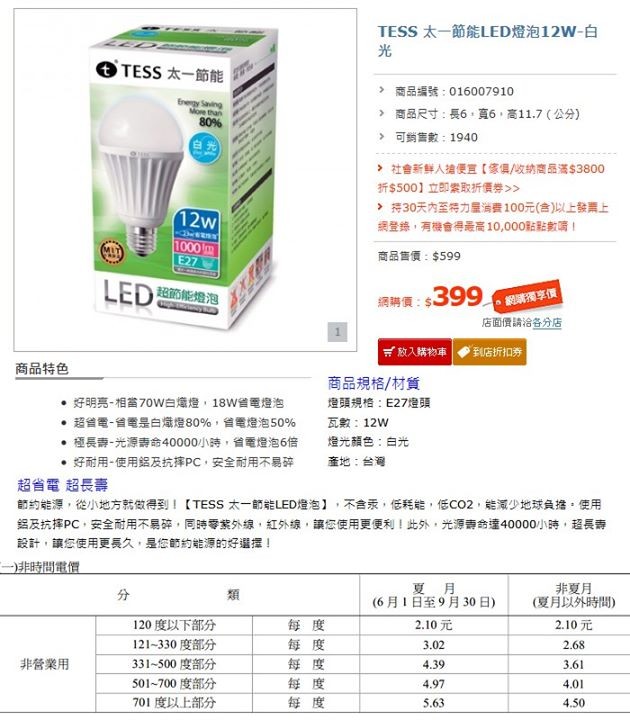 LED 超節能燈泡
t TESS 太一節能
Energy Saving
More than
80%
白光
TESS
12W
1000 lm
E27
MIT
LED 超節能燈泡
High-Efficiency Bulb
1
TESS 太一節能LED燈泡12W-白
光
商品編號:016007910
商品尺寸:長6,寬6,高11.7(公分)
可銷售數:1940
社會新鮮人搶便宜【傢俱/收納商品滿$3800
折$500】立即索取折價券>>
持30天內至特力屋消費100元(含)以上發票上
網登錄,有機會得最高10,000點點數唷!
商品售價:$599
網購價:$399 網購獨享價
店面價請洽各分店
放入購物車 到店折扣券
商品特色
好明亮-相當70W白熾燈,18W省電燈泡
超省電-省電是白熾燈80%,省電燈泡50%
極長壽-光源壽命40000小時,省電燈泡6倍
好耐用-使用鋁及抗摔PC,安全耐用不易碎
商品規格/材質
燈頭規格:E27燈頭
瓦數:12W
燈光顏色:白光
產地:台灣
超省電 超長壽
節約能源,從小地方就做得到!【TESS 太一節能LED燈泡】,不含汞,低耗能,低CO2,能減少地球負擔。使用
鋁及抗摔PC,安全耐用不易碎,同時零紫外線,紅外線,讓您使用更便利!此外,光源壽命達40000小時,超長壽
設計,讓您使用更長久,是您節約能源的好選擇!
一)非時間電價
分 類 夏 月 非夏月
(6月1日至9月30日) (夏月以外時間)
非營業用
120 度以下部分 每 度 2.10 元 2.10 元
121~330 度部分 每 度 3.02 2.68
331~500 度部分 每 度 4.39 3.61
501~700 度部分 每 度 4.97 4.01
701 度以上部分 每 度 5.63 4.50